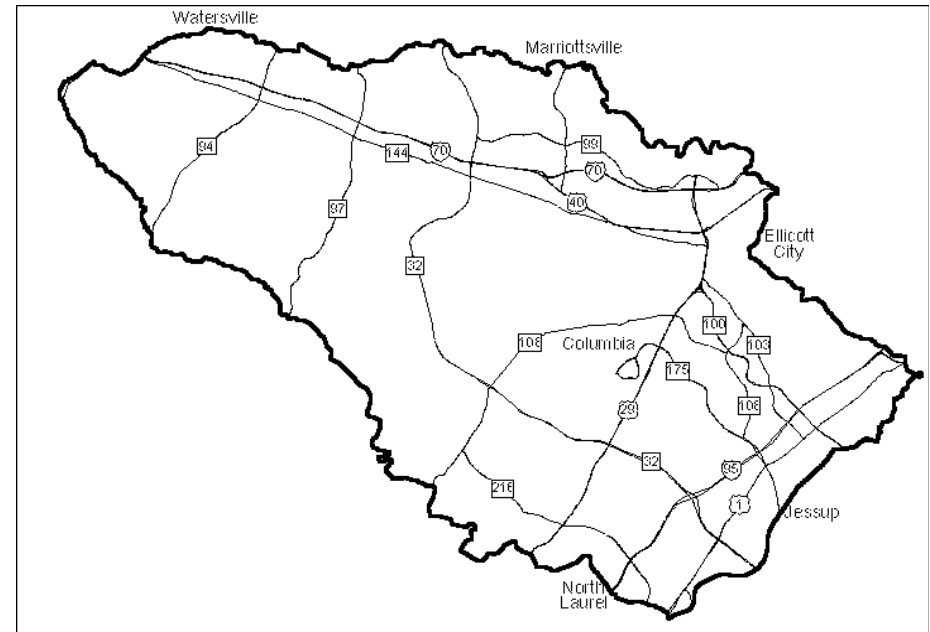 Watersville
Marriottsville
94
144
70
99
70
97
40
Ellicott
City
32
108
Columbia
100
103
175
29
108
32
95
216
1
Jessup
North
Laurel